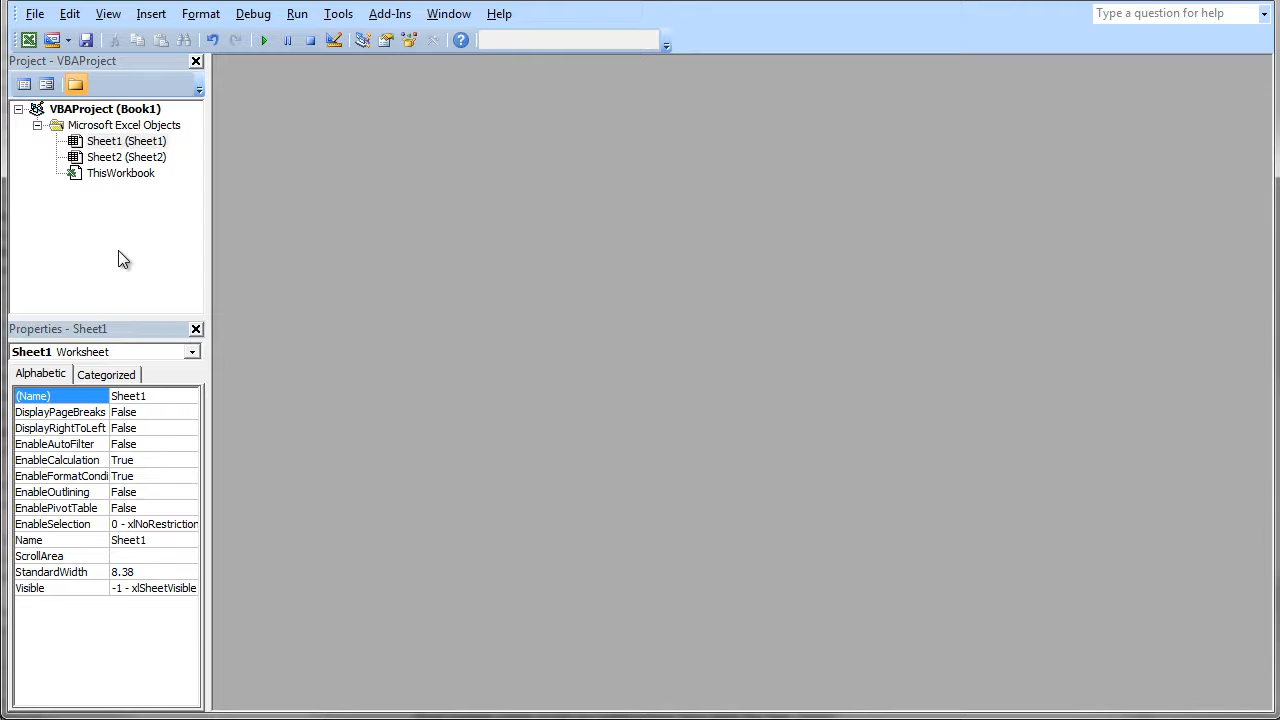 File Edit View Insert Format Debug Run Tools Add-Ins Window Help Type a question for help
Project - VBAProject
VBAProject (Book1)
Microsoft Excel Objects
Sheet1 (Sheet1)
Sheet2 (Sheet2)
ThisWorkbook
Properties - Sheet1
Sheet1 Worksheet
Alphabetic Categorized
(Name) Sheet1
DisplayPageBreaks False
DisplayRightToLeft False
EnableAutoFilter False
EnableCalculation True
EnableFormatCondi True
EnableOutlining False
EnablePivotTable False
EnableSelection 0 - xlNoRestriction
Name Sheet1
ScrollArea
StandardWidth 8.38
Visible -1 - xlSheetVisible